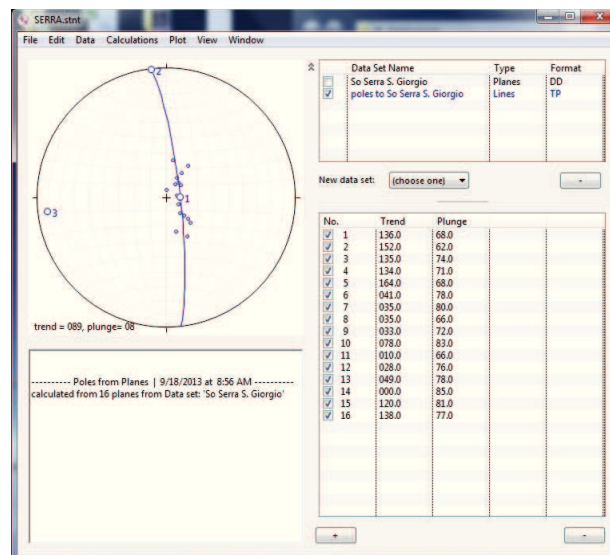 SERRA.stnt
File Edit Data Calculations Plot View Window
2
1
3
trend = 089, plunge= 08
---------- Poles from Planes | 9/18/2013 at 8:56 AM ----------
calculated from 16 planes from Data set: 'So Serra S. Giorgio'
Data Set Name Type Format
So Serra S. Giorgio Planes DD
poles to So Serra S. Giorgio Lines TP
New data set: (choose one) -
No. Trend Plunge
1 136.0 68.0
2 152.0 62.0
3 135.0 74.0
4 134.0 71.0
5 164.0 68.0
6 041.0 78.0
7 035.0 80.0
8 035.0 66.0
9 033.0 72.0
10 078.0 83.0
11 010.0 66.0
12 028.0 76.0
13 049.0 78.0
14 000.0 85.0
15 120.0 81.0
16 138.0 77.0
+ -